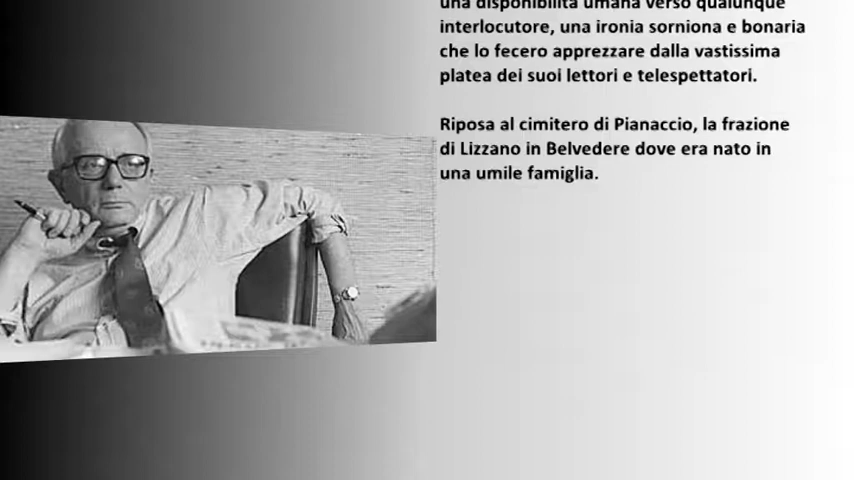 una disponibilità umana verso qualunque
interlocutore, una ironia sorniona e bonaria
che lo fecero apprezzare dalla vastissima
platea dei suoi lettori e telespettatori.
Riposa al cimitero di Pianaccio, la frazione
di Lizzano in Belvedere dove era nato in
una umile famiglia.